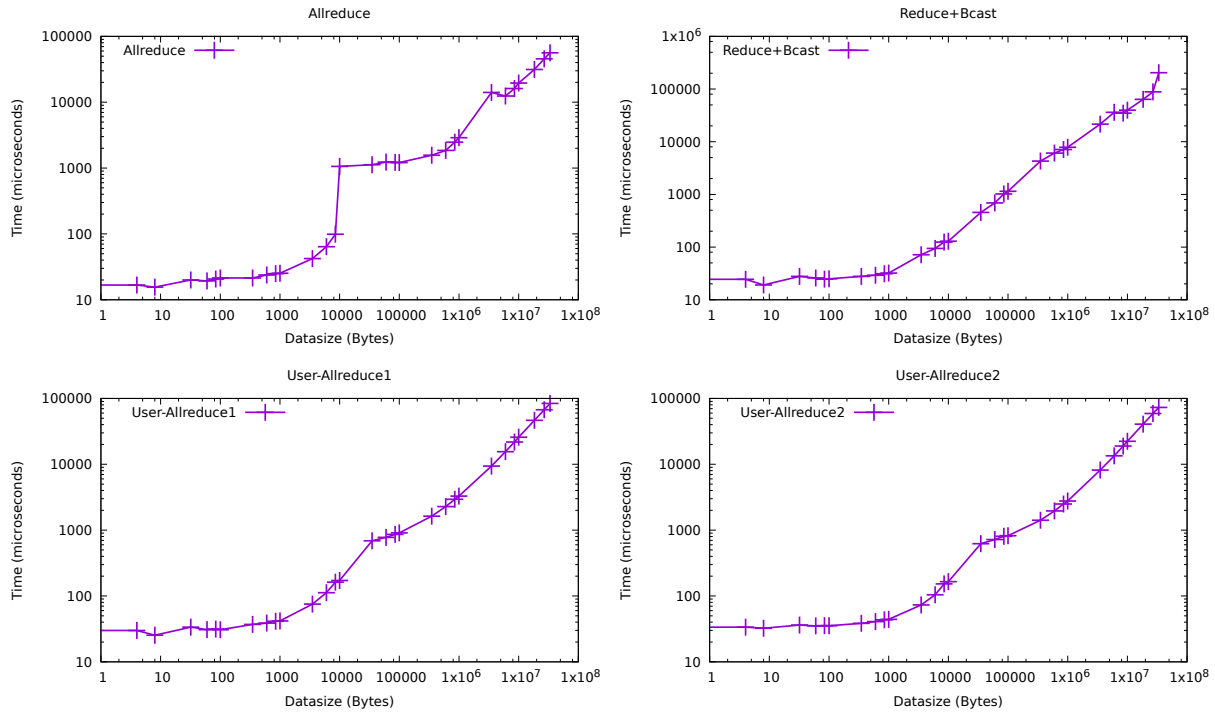 Allreduce
100000
10000
1000
100
10
Time (microseconds)
Allreduce
1 10 100 1000 10000 100000 1x10^6 1x10^7 1x10^8
Datasize (Bytes)
Reduce+Bcast
1x10^6
100000
10000
1000
100
10
Time (microseconds)
Reduce+Bcast
1 10 100 1000 10000 100000 1x10^6 1x10^7 1x10^8
Datasize (Bytes)
User-Allreduce1
100000
10000
1000
100
10
Time (microseconds)
User-Allreduce1
1 10 100 1000 10000 100000 1x10^6 1x10^7 1x10^8
Datasize (Bytes)
User-Allreduce2
100000
10000
1000
100
10
Time (microseconds)
User-Allreduce2
1 10 100 1000 10000 100000 1x10^6 1x10^7 1x10^8
Datasize (Bytes)